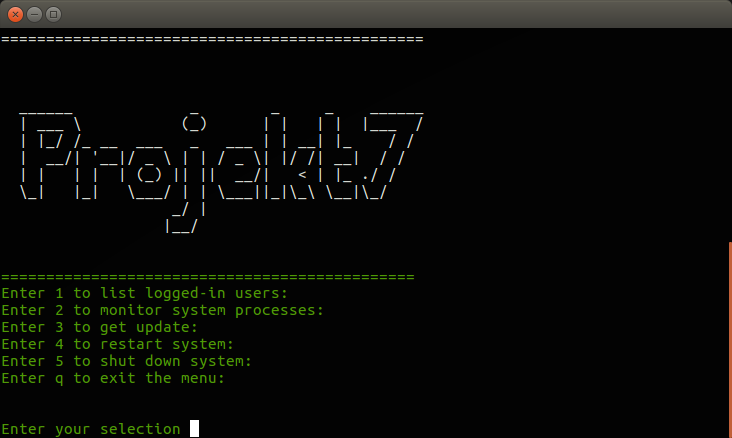 Projekt7
Enter 1 to list logged-in users:
Enter 2 to monitor system processes:
Enter 3 to get update:
Enter 4 to restart system:
Enter 5 to shut down system:
Enter q to exit the menu:
Enter your selection